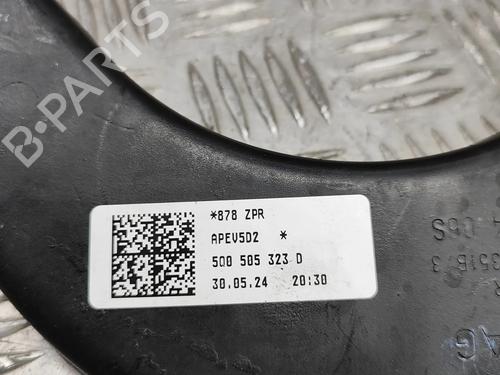 B-PARTS
*878 ZPR
APEV5D2 *
5Q0 505 323 D
30.05.24 20:30